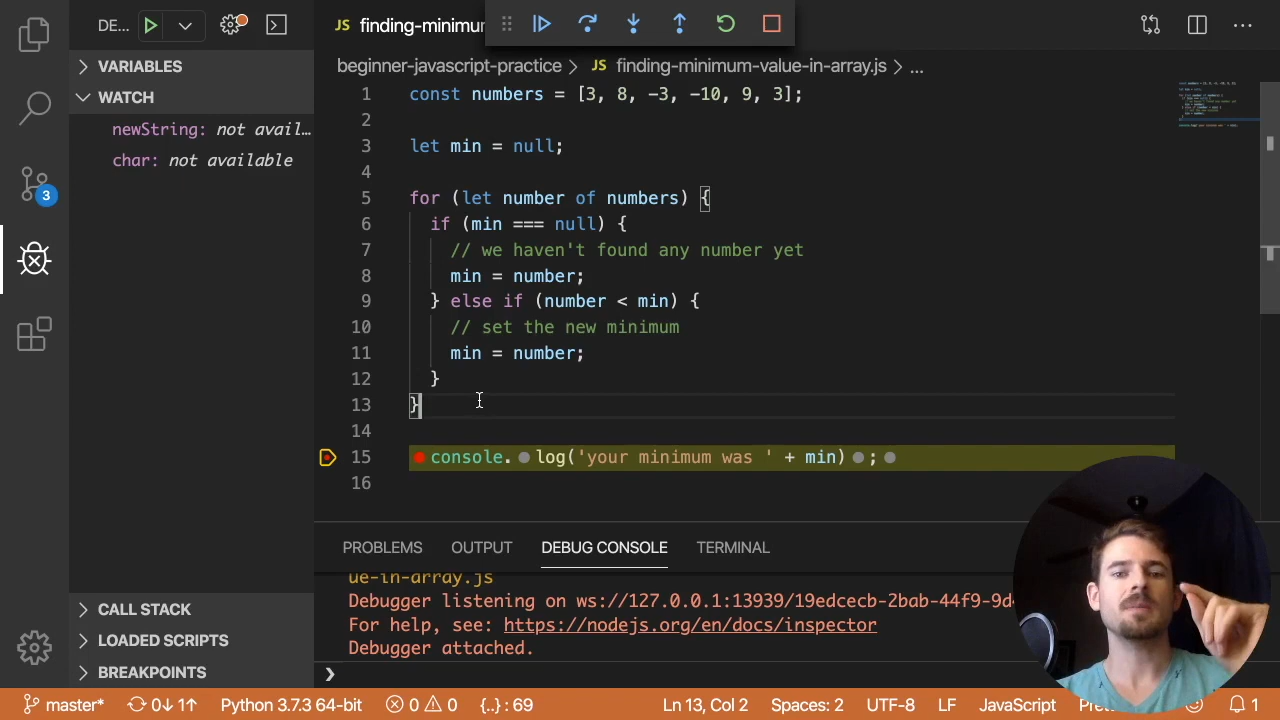 DE...
JS finding-minimu
VARIABLES
WATCH
newString: not avail...
char: not available
3
CALL STACK
LOADED SCRIPTS
BREAKPOINTS
beginner-javascript-practice > JS finding-minimum-value-in-array.js > ...
1 const numbers = [3, 8, -3, -10, 9, 3];
2
3 let min = null;
4
5 for (let number of numbers) {
6 if (min === null) {
7 // we haven't found any number yet
8 min = number;
9 } else if (number < min) {
10 // set the new minimum
11 min = number;
12 }
13 }
14
15 console.log('your minimum was ' + min);
16
PROBLEMS OUTPUT DEBUG CONSOLE TERMINAL
ue-in-array.js
Debugger listening on ws://127.0.0.1:13939/19edcecb-2bab-44f9-9d
For help, see: https://nodejs.org/en/docs/inspector
Debugger attached.
master* 0↓ 1↑ Python 3.7.3 64-bit 0 0 {..} : 69 Ln 13, Col 2 Spaces: 2 UTF-8 LF JavaScript 1